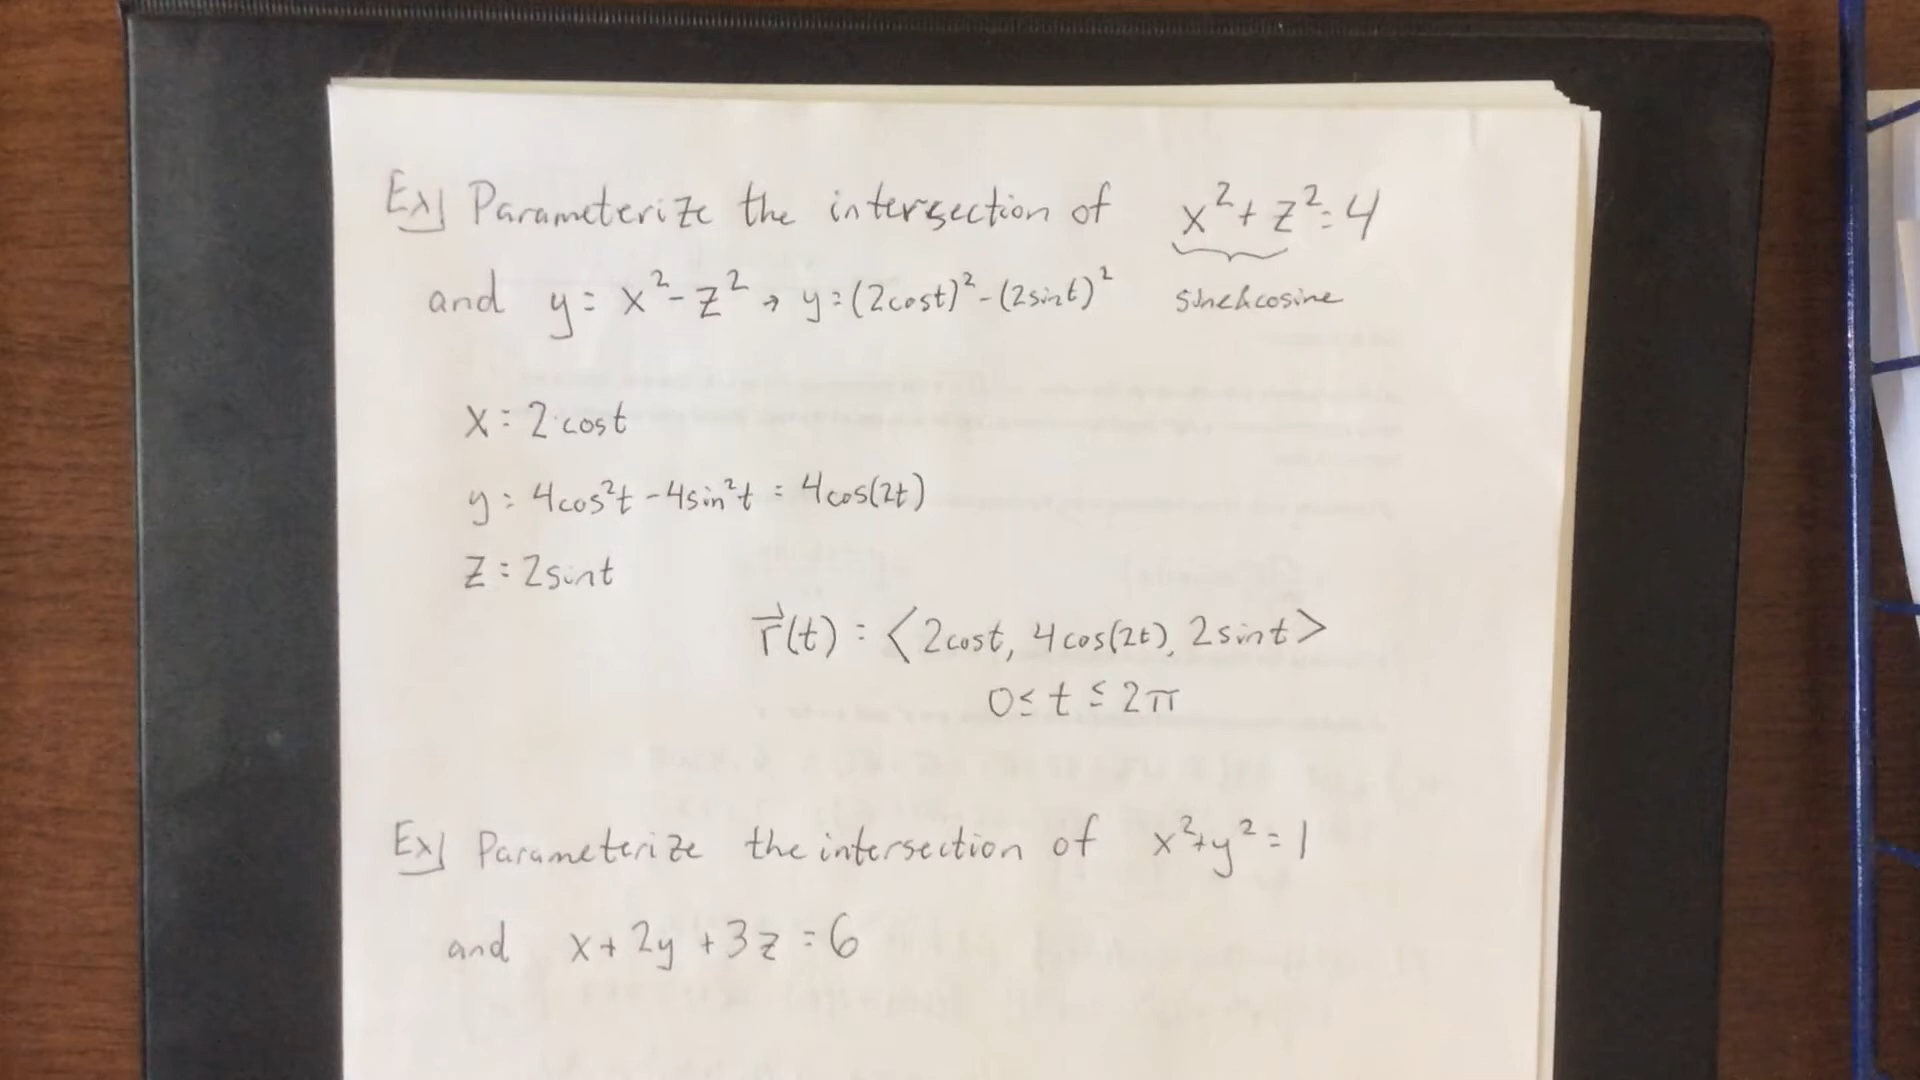 Ex] Parameterize the intersection of x²+z²=4
and y=x²-z² → y=(2cost)²-(2sint)² sine&cosine
x=2·cost
y=4cos²t-4sin²t=4cos(2t)
z=2sint
r⃗(t)=<2cost, 4cos(2t), 2sint>
0≤t≤2π
Ex] Parameterize the intersection of x²+y²=1
and x+2y+3z=6